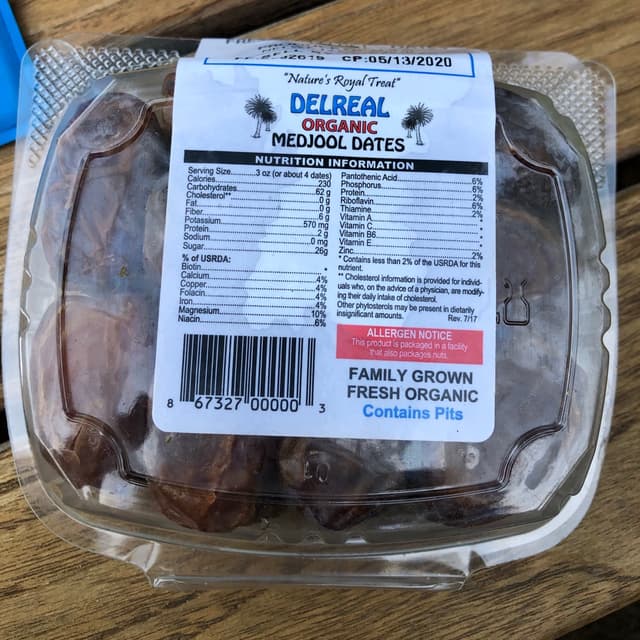 CP:05/13/2020
"Nature's Royal Treat"
DELREAL
ORGANIC
MEDJOOL DATES
NUTRITION INFORMATION
Serving Size......3 oz (or about 4 dates)
Calories......230
Carbohydrates......62 g
Cholesterol**......0 g
Fat......0 g
Fiber......6 g
Potassium......570 mg
Protein......2 g
Sodium......0 mg
Sugar......26g
% of USRDA:
Biotin......*
Calcium......4%
Copper......4%
Folacin......4%
Iron......4%
Magnesium......10%
Niacin......8%
Pantothenic Acid......6%
Phosphorus......6%
Protein......2%
Riboflavin......6%
Thiamine......2%
Vitamin A......*
Vitamin C......*
Vitamin B6......*
Vitamin E......*
Zinc......2%
* Contains less than 2% of the USRDA for this
nutrient.
** Cholesterol information is provided for individ-
uals who, on the advice of a physician, are modify-
ing their daily intake of cholesterol.
Other phytosterols may be present in dietarily
insignificant amounts. Rev. 7/17
ALLERGEN NOTICE
This product is packaged in a facility
that also packages nuts.
8 67327 00000 3
FAMILY GROWN
FRESH ORGANIC
Contains Pits